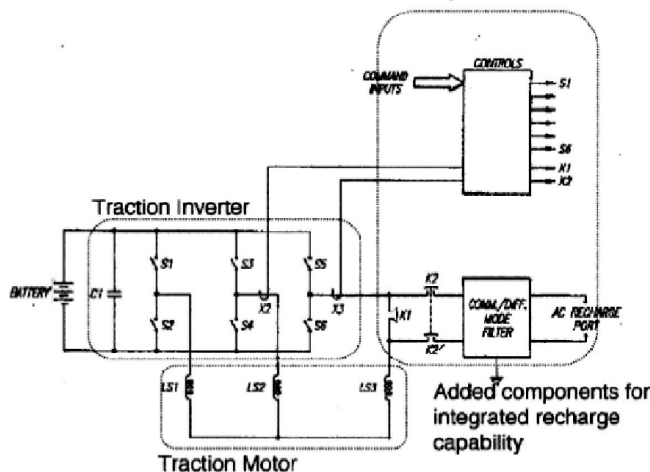 CONTROLS
COMMAND
INPUTS
S1
S6
K1
K2
Traction Inverter
S1
S3
S5
BATTERY
C1
X2
X3
K2
K1
COMM./DIFF.
MODE
FILTER
AC RECHARGE
PORT
S2
S4
S6
K2'
LS1
LS2
LS3
Added components for
integrated recharge
capability
Traction Motor